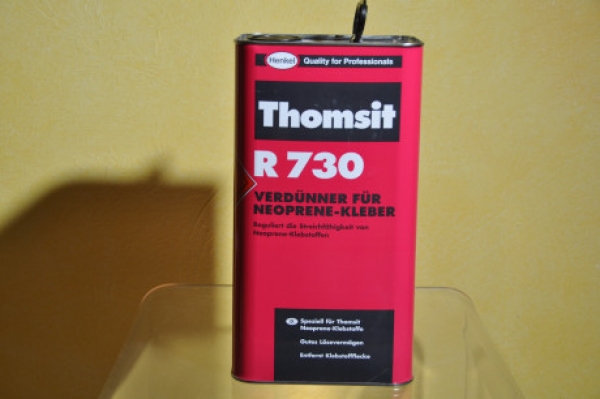 Henkel
Quality for Professionals
Thomsit
R 730
VERDÜNNER FÜR
NEOPRENE-KLEBER
Reguliert die Streichfähigkeit von
Neoprene-Klebstoffen
Speziell für Thomsit
Neoprene-Klebstoffe
Gutes Lösevermögen
Entfernt Klebstoffflecke